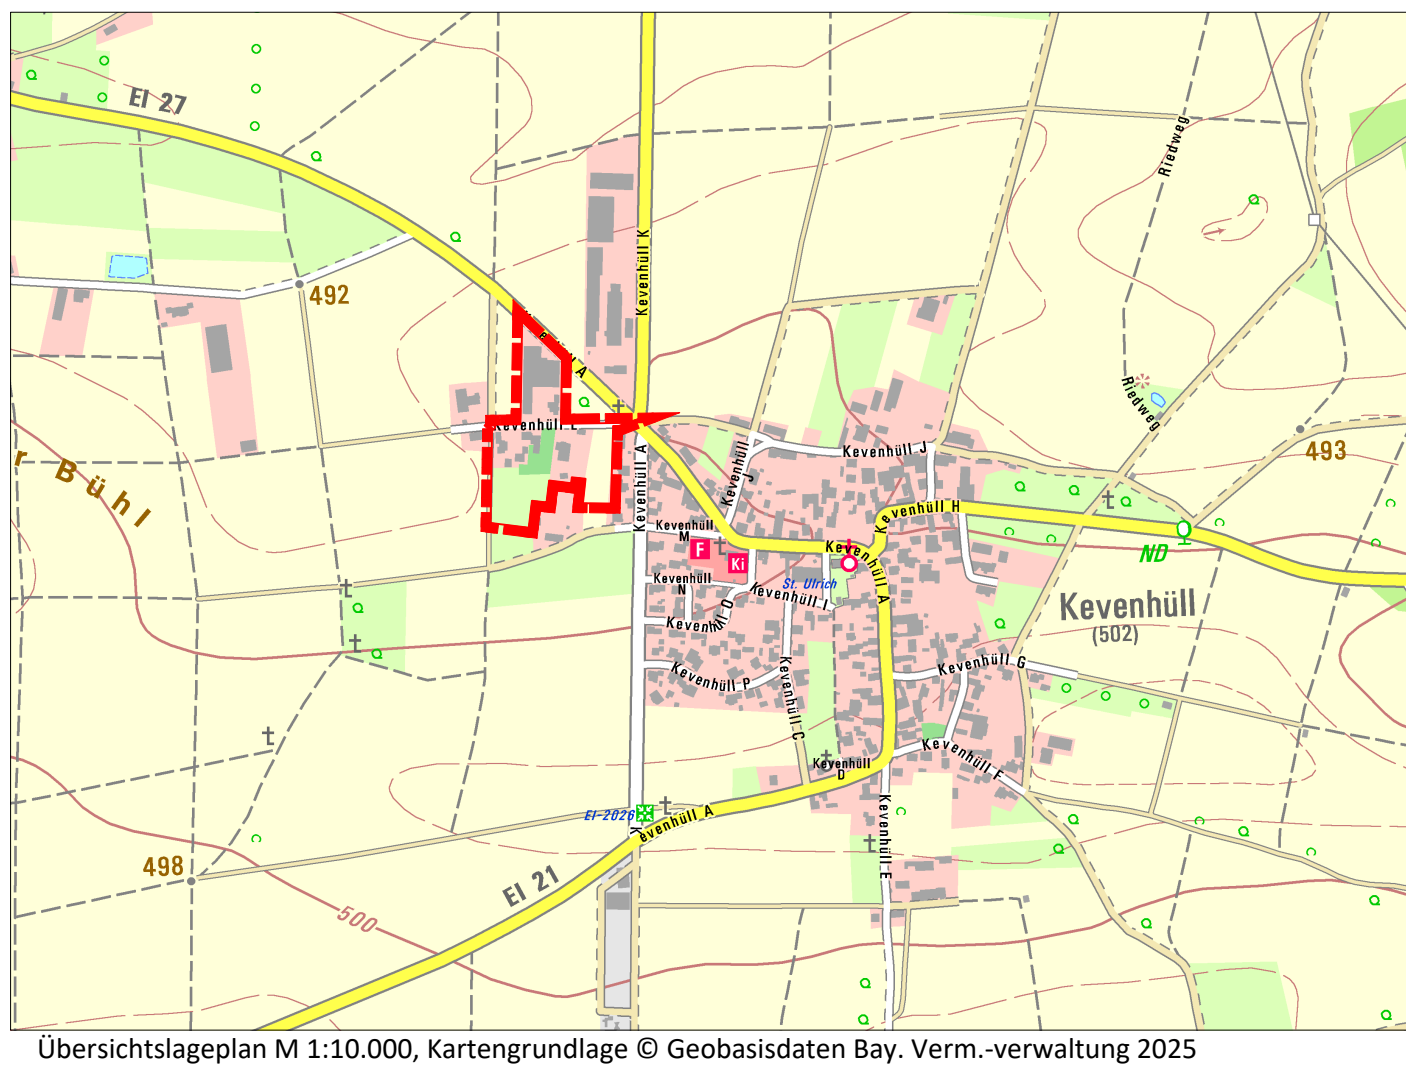 EI 27
Riedweg
Kevenhüll K
492
Kevenhüll L
Riedweg
r Bühl
Kevenhüll A
Kevenhüll J
Kevenhüll J
493
Kevenhüll H
Kevenhüll M
F
Ki
Kevenhüll A
ND
St. Ulrich
Kevenhüll N
Kevenhüll I
Kevenhüll O
Kevenhüll
(502)
Kevenhüll P
Kevenhüll C
Kevenhüll G
Kevenhüll F
Kevenhüll D
EI-2026
Kevenhüll A
Kevenhüll E
498
EI 21
500
Übersichtslageplan M 1:10.000, Kartengrundlage © Geobasisdaten Bay. Verm.-verwaltung 2025